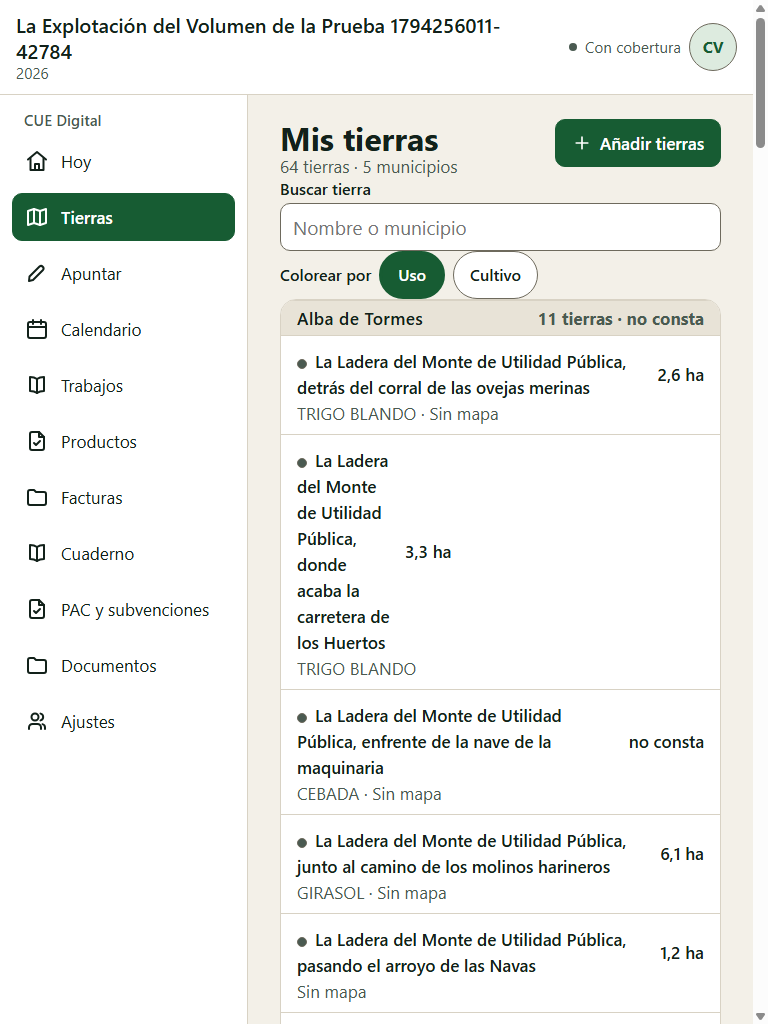 La Explotación del Volumen de la Prueba 1794256011-
42784
2026
Con cobertura
CV
CUE Digital
Hoy
Tierras
Apuntar
Calendario
Trabajos
Productos
Facturas
Cuaderno
PAC y subvenciones
Documentos
Ajustes
Mis tierras
64 tierras · 5 municipios
Añadir tierras
Buscar tierra
Nombre o municipio
Colorear por
Uso
Cultivo
Alba de Tormes
11 tierras · no consta
La Ladera del Monte de Utilidad Pública,
detrás del corral de las ovejas merinas
2,6 ha
TRIGO BLANDO · Sin mapa
La Ladera
del Monte
de Utilidad
Pública,
donde
acaba la
carretera de
los Huertos
3,3 ha
TRIGO BLANDO
La Ladera del Monte de Utilidad
Pública, enfrente de la nave de la
maquinaria
no consta
CEBADA · Sin mapa
La Ladera del Monte de Utilidad Pública,
junto al camino de los molinos harineros
6,1 ha
GIRASOL · Sin mapa
La Ladera del Monte de Utilidad Pública,
pasando el arroyo de las Navas
1,2 ha
Sin mapa